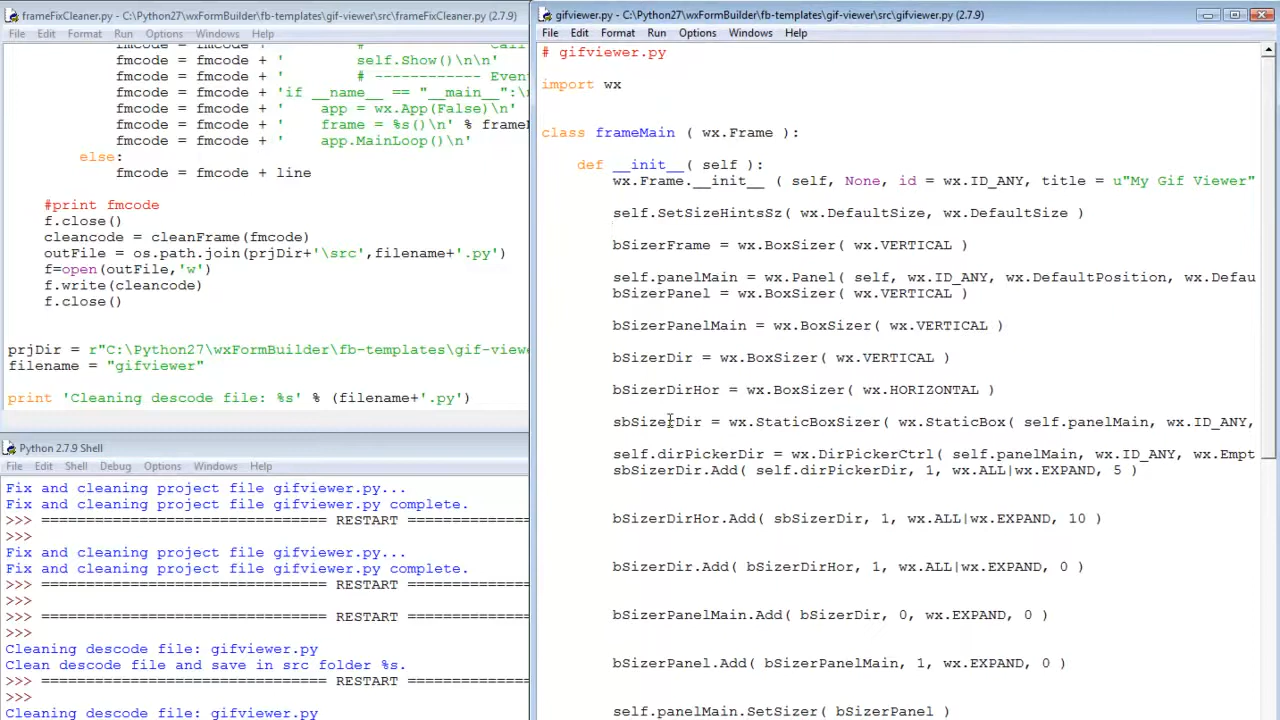 frameFixCleaner.py - C:\Python27\wxFormBuilder\fb-templates\gif-viewer\src\frameFixCleaner.py (2.7.9)
File Edit Format Run Options Windows Help
fmcode = fmcode + ' # Call
fmcode = fmcode + ' self.Show()\n\n'
fmcode = fmcode + ' # ------------ Even
fmcode = fmcode + 'if __name__ == "__main__":\n
fmcode = fmcode + ' app = wx.App(False)\n'
fmcode = fmcode + ' frame = %s()\n' % frame
fmcode = fmcode + ' app.MainLoop()\n'
else:
fmcode = fmcode + line
#print fmcode
f.close()
cleancode = cleanFrame(fmcode)
outFile = os.path.join(prjDir+'\src',filename+'.py')
f=open(outFile,'w')
f.write(cleancode)
f.close()
prjDir = r"C:\Python27\wxFormBuilder\fb-templates\gif-viewe
filename = "gifviewer"
print 'Cleaning descode file: %s' % (filename+'.py')
Python 2.7.9 Shell
File Edit Shell Debug Options Windows Help
Fix and cleaning project file gifviewer.py...
Fix and cleaning project file gifviewer.py complete.
>>> ================================ RESTART ================
>>>
Fix and cleaning project file gifviewer.py...
Fix and cleaning project file gifviewer.py complete.
>>> ================================ RESTART ================
>>>
>>> ================================ RESTART ================
>>>
Cleaning descode file: gifviewer.py
Clean descode file and save in src folder %s.
>>> ================================ RESTART ================
>>>
Cleaning descode file: gifviewer.py
gifviewer.py - C:\Python27\wxFormBuilder\fb-templates\gif-viewer\src\gifviewer.py (2.7.9)
File Edit Format Run Options Windows Help
# gifviewer.py
import wx
class frameMain ( wx.Frame ):
def __init__( self ):
wx.Frame.__init__ ( self, None, id = wx.ID_ANY, title = u"My Gif Viewer"
self.SetSizeHintsSz( wx.DefaultSize, wx.DefaultSize )
bSizerFrame = wx.BoxSizer( wx.VERTICAL )
self.panelMain = wx.Panel( self, wx.ID_ANY, wx.DefaultPosition, wx.Defau
bSizerPanel = wx.BoxSizer( wx.VERTICAL )
bSizerPanelMain = wx.BoxSizer( wx.VERTICAL )
bSizerDir = wx.BoxSizer( wx.VERTICAL )
bSizerDirHor = wx.BoxSizer( wx.HORIZONTAL )
sbSizerDir = wx.StaticBoxSizer( wx.StaticBox( self.panelMain, wx.ID_ANY,
self.dirPickerDir = wx.DirPickerCtrl( self.panelMain, wx.ID_ANY, wx.Empt
sbSizerDir.Add( self.dirPickerDir, 1, wx.ALL|wx.EXPAND, 5 )
bSizerDirHor.Add( sbSizerDir, 1, wx.ALL|wx.EXPAND, 10 )
bSizerDir.Add( bSizerDirHor, 1, wx.ALL|wx.EXPAND, 0 )
bSizerPanelMain.Add( bSizerDir, 0, wx.EXPAND, 0 )
bSizerPanel.Add( bSizerPanelMain, 1, wx.EXPAND, 0 )
self.panelMain.SetSizer( bSizerPanel )